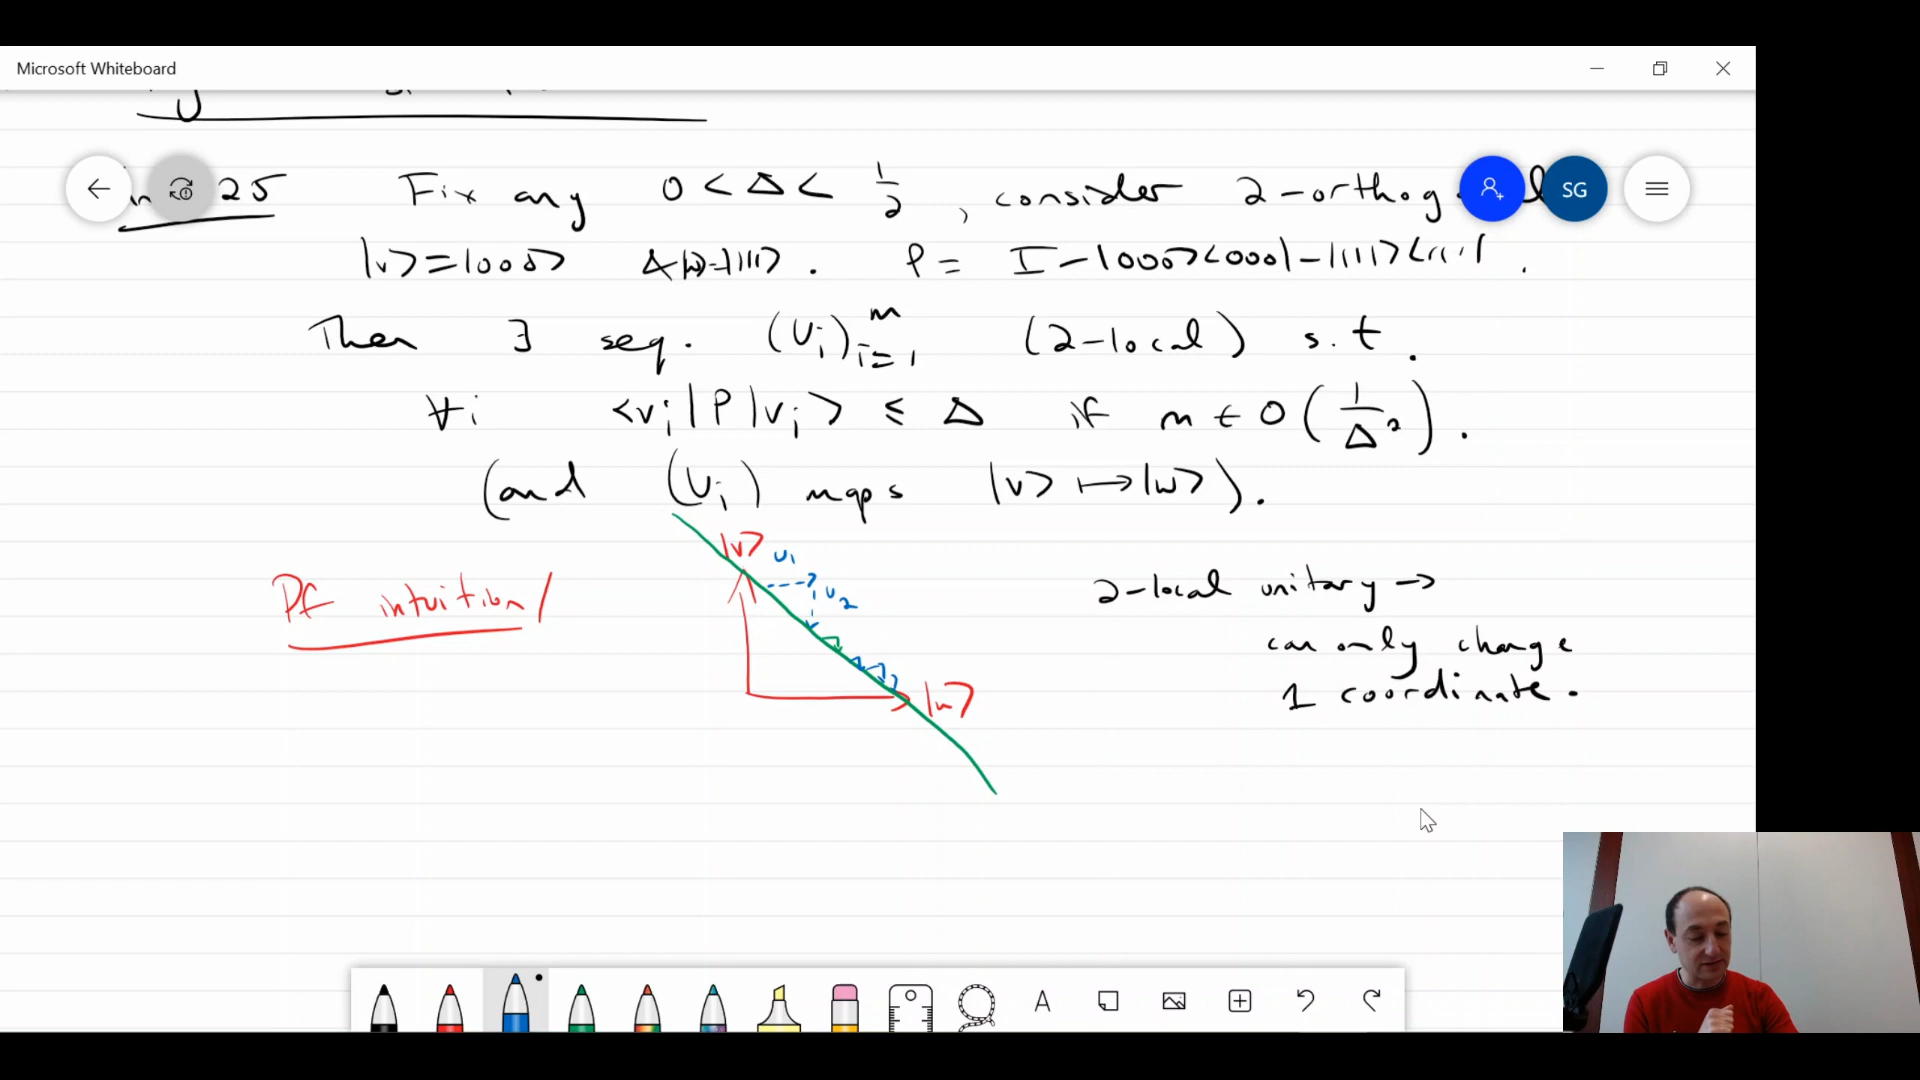 Microsoft Whiteboard
25 Fix any 0 < Δ < 1/2 , consider 2-orthog
|v⟩=|000⟩ & |w⟩=|111⟩. P = I-|000⟩⟨000|-|111⟩⟨111|.
Then ∃ seq. (U_i)_{i=1}^m (2-local) s.t.
∀i ⟨v_i|P|v_i⟩ ≤ Δ if m ∈ O(1/Δ²).
(and (U_i) maps |v⟩ ↦ |w⟩).
Pf intuition/
|v⟩
u₁
u₂
|w⟩
2-local unitary →
can only change
1 coordinate.
SG